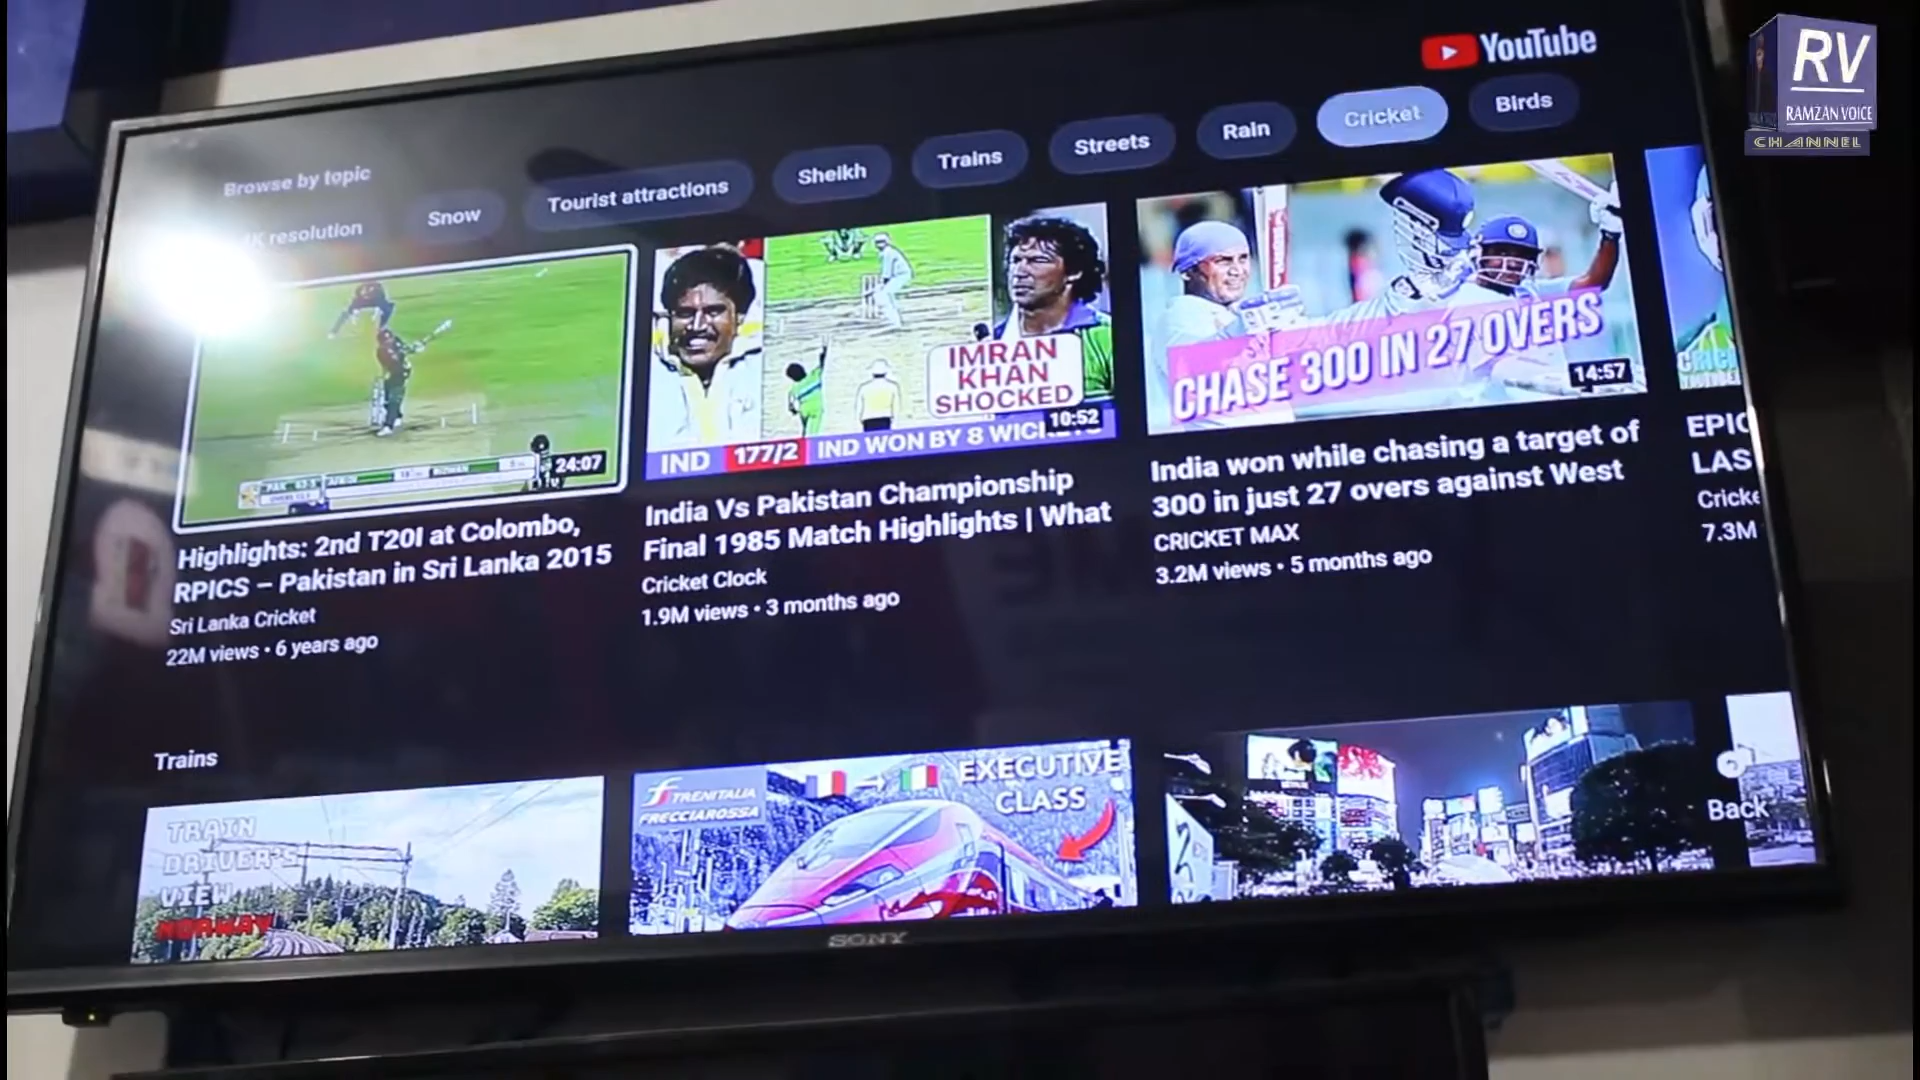 YouTube
RV
RAMZAN VOICE
CHANNEL
Browse by topic
4K resolution
Snow
Tourist attractions
Sheikh
Trains
Streets
Rain
Cricket
Birds
24:07
IMRAN
KHAN
SHOCKED
10:52
IND 177/2 IND WON BY 8
CHASE 300 IN 27 OVERS
14:57
Highlights: 2nd T20I at Colombo,
RPICS – Pakistan in Sri Lanka 2015
Sri Lanka Cricket
22M views • 6 years ago
India Vs Pakistan Championship
Final 1985 Match Highlights | What
Cricket Clock
1.9M views • 3 months ago
India won while chasing a target of
300 in just 27 overs against West
CRICKET MAX
3.2M views • 5 months ago
EPIC
LAS
Cricke
7.3M
Trains
TRAIN
DRIVER'S
VIEW
NORWAY
TRENITALIA
FRECCIAROSSA
EXECUTIVE
CLASS
Back
SONY